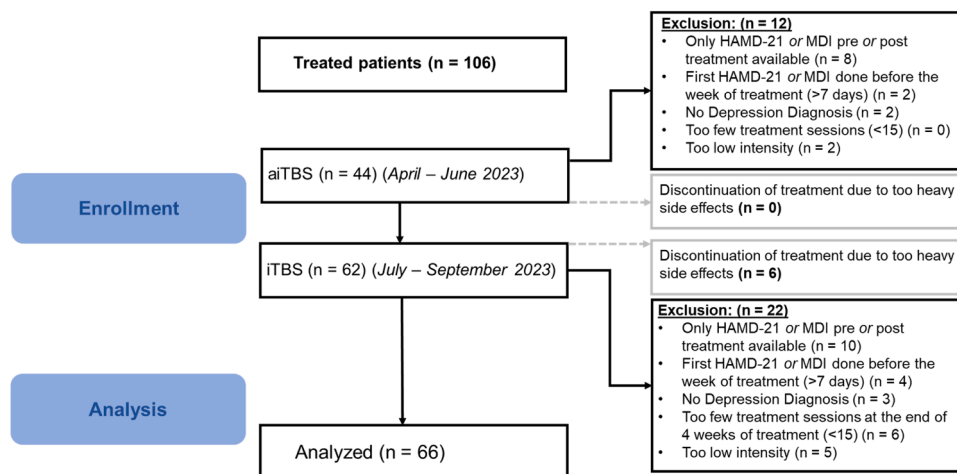 Treated patients (n = 106)
Exclusion: (n = 12)
• Only HAMD-21 or MDI pre or post
treatment available (n = 8)
• First HAMD-21 or MDI done before the
week of treatment (>7 days) (n = 2)
• No Depression Diagnosis (n = 2)
• Too few treatment sessions (<15) (n = 0)
• Too low intensity (n = 2)
aiTBS (n = 44) (April – June 2023)
Enrollment
Discontinuation of treatment due to too heavy
side effects (n = 0)
iTBS (n = 62) (July – September 2023)
Discontinuation of treatment due to too heavy
side effects (n = 6)
Exclusion: (n = 22)
• Only HAMD-21 or MDI pre or post
treatment available (n = 10)
• First HAMD-21 or MDI done before the
week of treatment (>7 days) (n = 4)
• No Depression Diagnosis (n = 3)
• Too few treatment sessions at the end of
4 weeks of treatment (<15) (n = 6)
• Too low intensity (n = 5)
Analysis
Analyzed (n = 66)